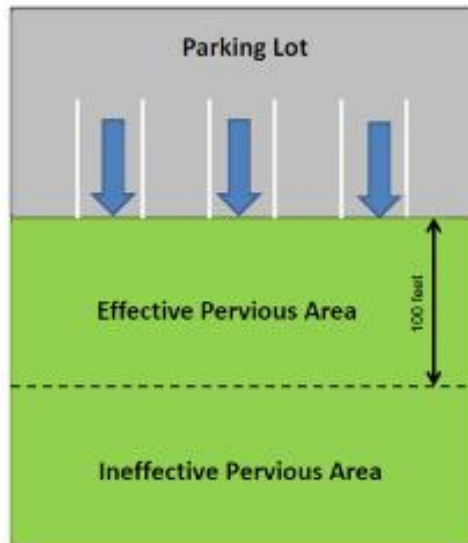 Parking Lot
Effective Pervious Area
100 feet
Ineffective Pervious Area